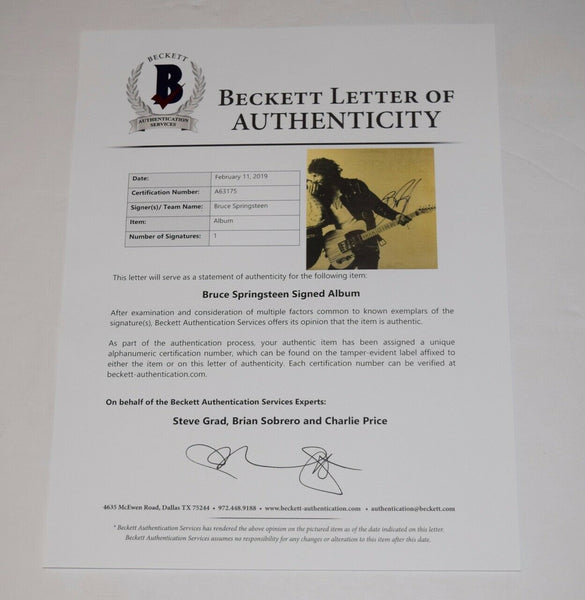 BECKETT
B
AUTHENTICATION
SERVICES
BECKETT LETTER OF
AUTHENTICITY
Date: February 11, 2019
Certification Number: A63175
Signer(s)/ Team Name: Bruce Springsteen
Item: Album
Number of Signatures: 1
This letter will serve as a statement of authenticity for the following item:
Bruce Springsteen Signed Album
After examination and consideration of multiple factors common to known exemplars of the
signature(s), Beckett Authentication Services offers its opinion that the item is authentic.
As part of the authentication process, your authentic item has been assigned a unique
alphanumeric certification number, which can be found on the tamper-evident label affixed to
either the item or on this letter of authenticity. Each certification number can be verified at
beckett-authentication.com.
On behalf of the Beckett Authentication Services Experts:
Steve Grad, Brian Sobrero and Charlie Price
4635 McEwen Road, Dallas TX 75244 • 972.448.9188 • www.beckett-authentication.com • authentication@beckett.com
* Beckett Authentication Services has rendered the above opinion on the pictured item as of the date indicated on this letter.
Beckett Authentication Services assumes no responsibility for any changes or alteration to this item after this date.